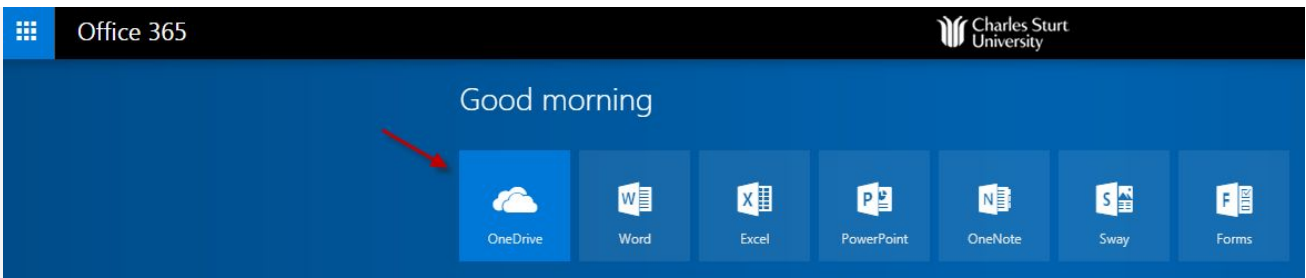 Office 365
Charles Sturt
University
Good morning
OneDrive
W
Word
X
Excel
P
PowerPoint
N
OneNote
S
Sway
F
Forms